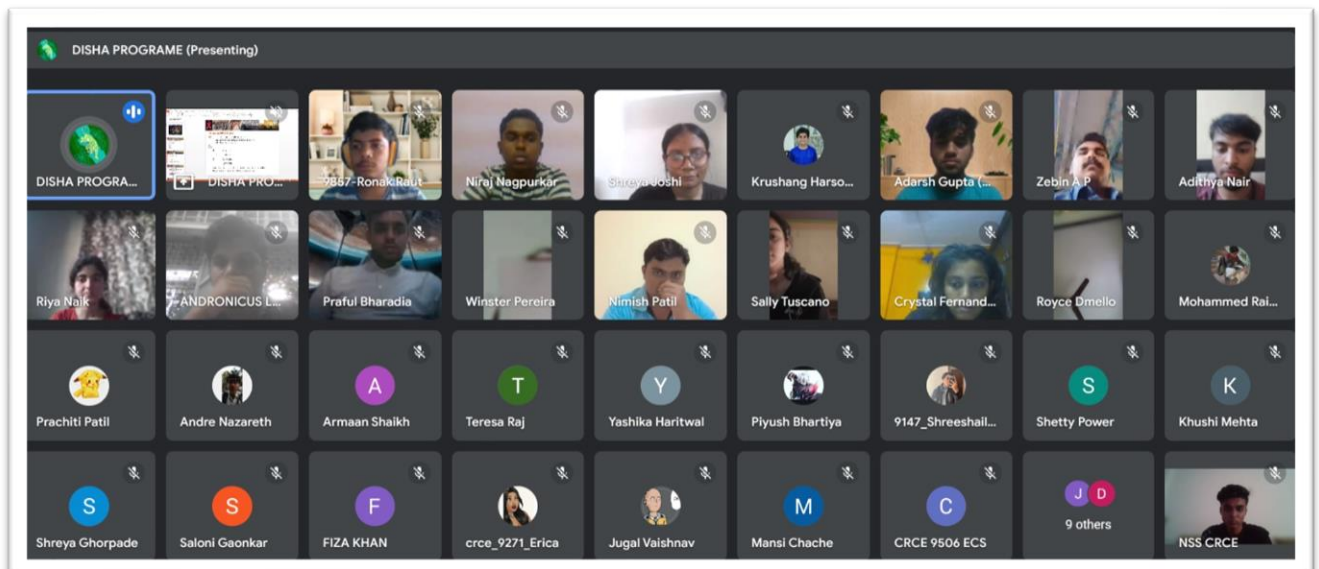 DISHA PROGRAME (Presenting)
DISHA PROGRA...
DISHA PRO...
9857-Ronak Raut
Niraj Nagpurkar
Shreya Joshi
Krushang Harso...
Adarsh Gupta (...
Zebin A P
Adithya Nair
Riya Naik
ANDRONICUS L...
Praful Bharadia
Winster Pereira
Nimish Patil
Sally Tuscano
Crystal Fernand...
Royce Dmello
Mohammed Rai...
Prachiti Patil
Andre Nazareth
A
Armaan Shaikh
T
Teresa Raj
Y
Yashika Haritwal
Piyush Bhartiya
9147_Shreeshail...
S
Shetty Power
K
Khushi Mehta
S
Shreya Ghorpade
S
Saloni Gaonkar
F
FIZA KHAN
crce_9271_Erica
Jugal Vaishnav
M
Mansi Chache
C
CRCE 9506 ECS
J D
9 others
NSS CRCE